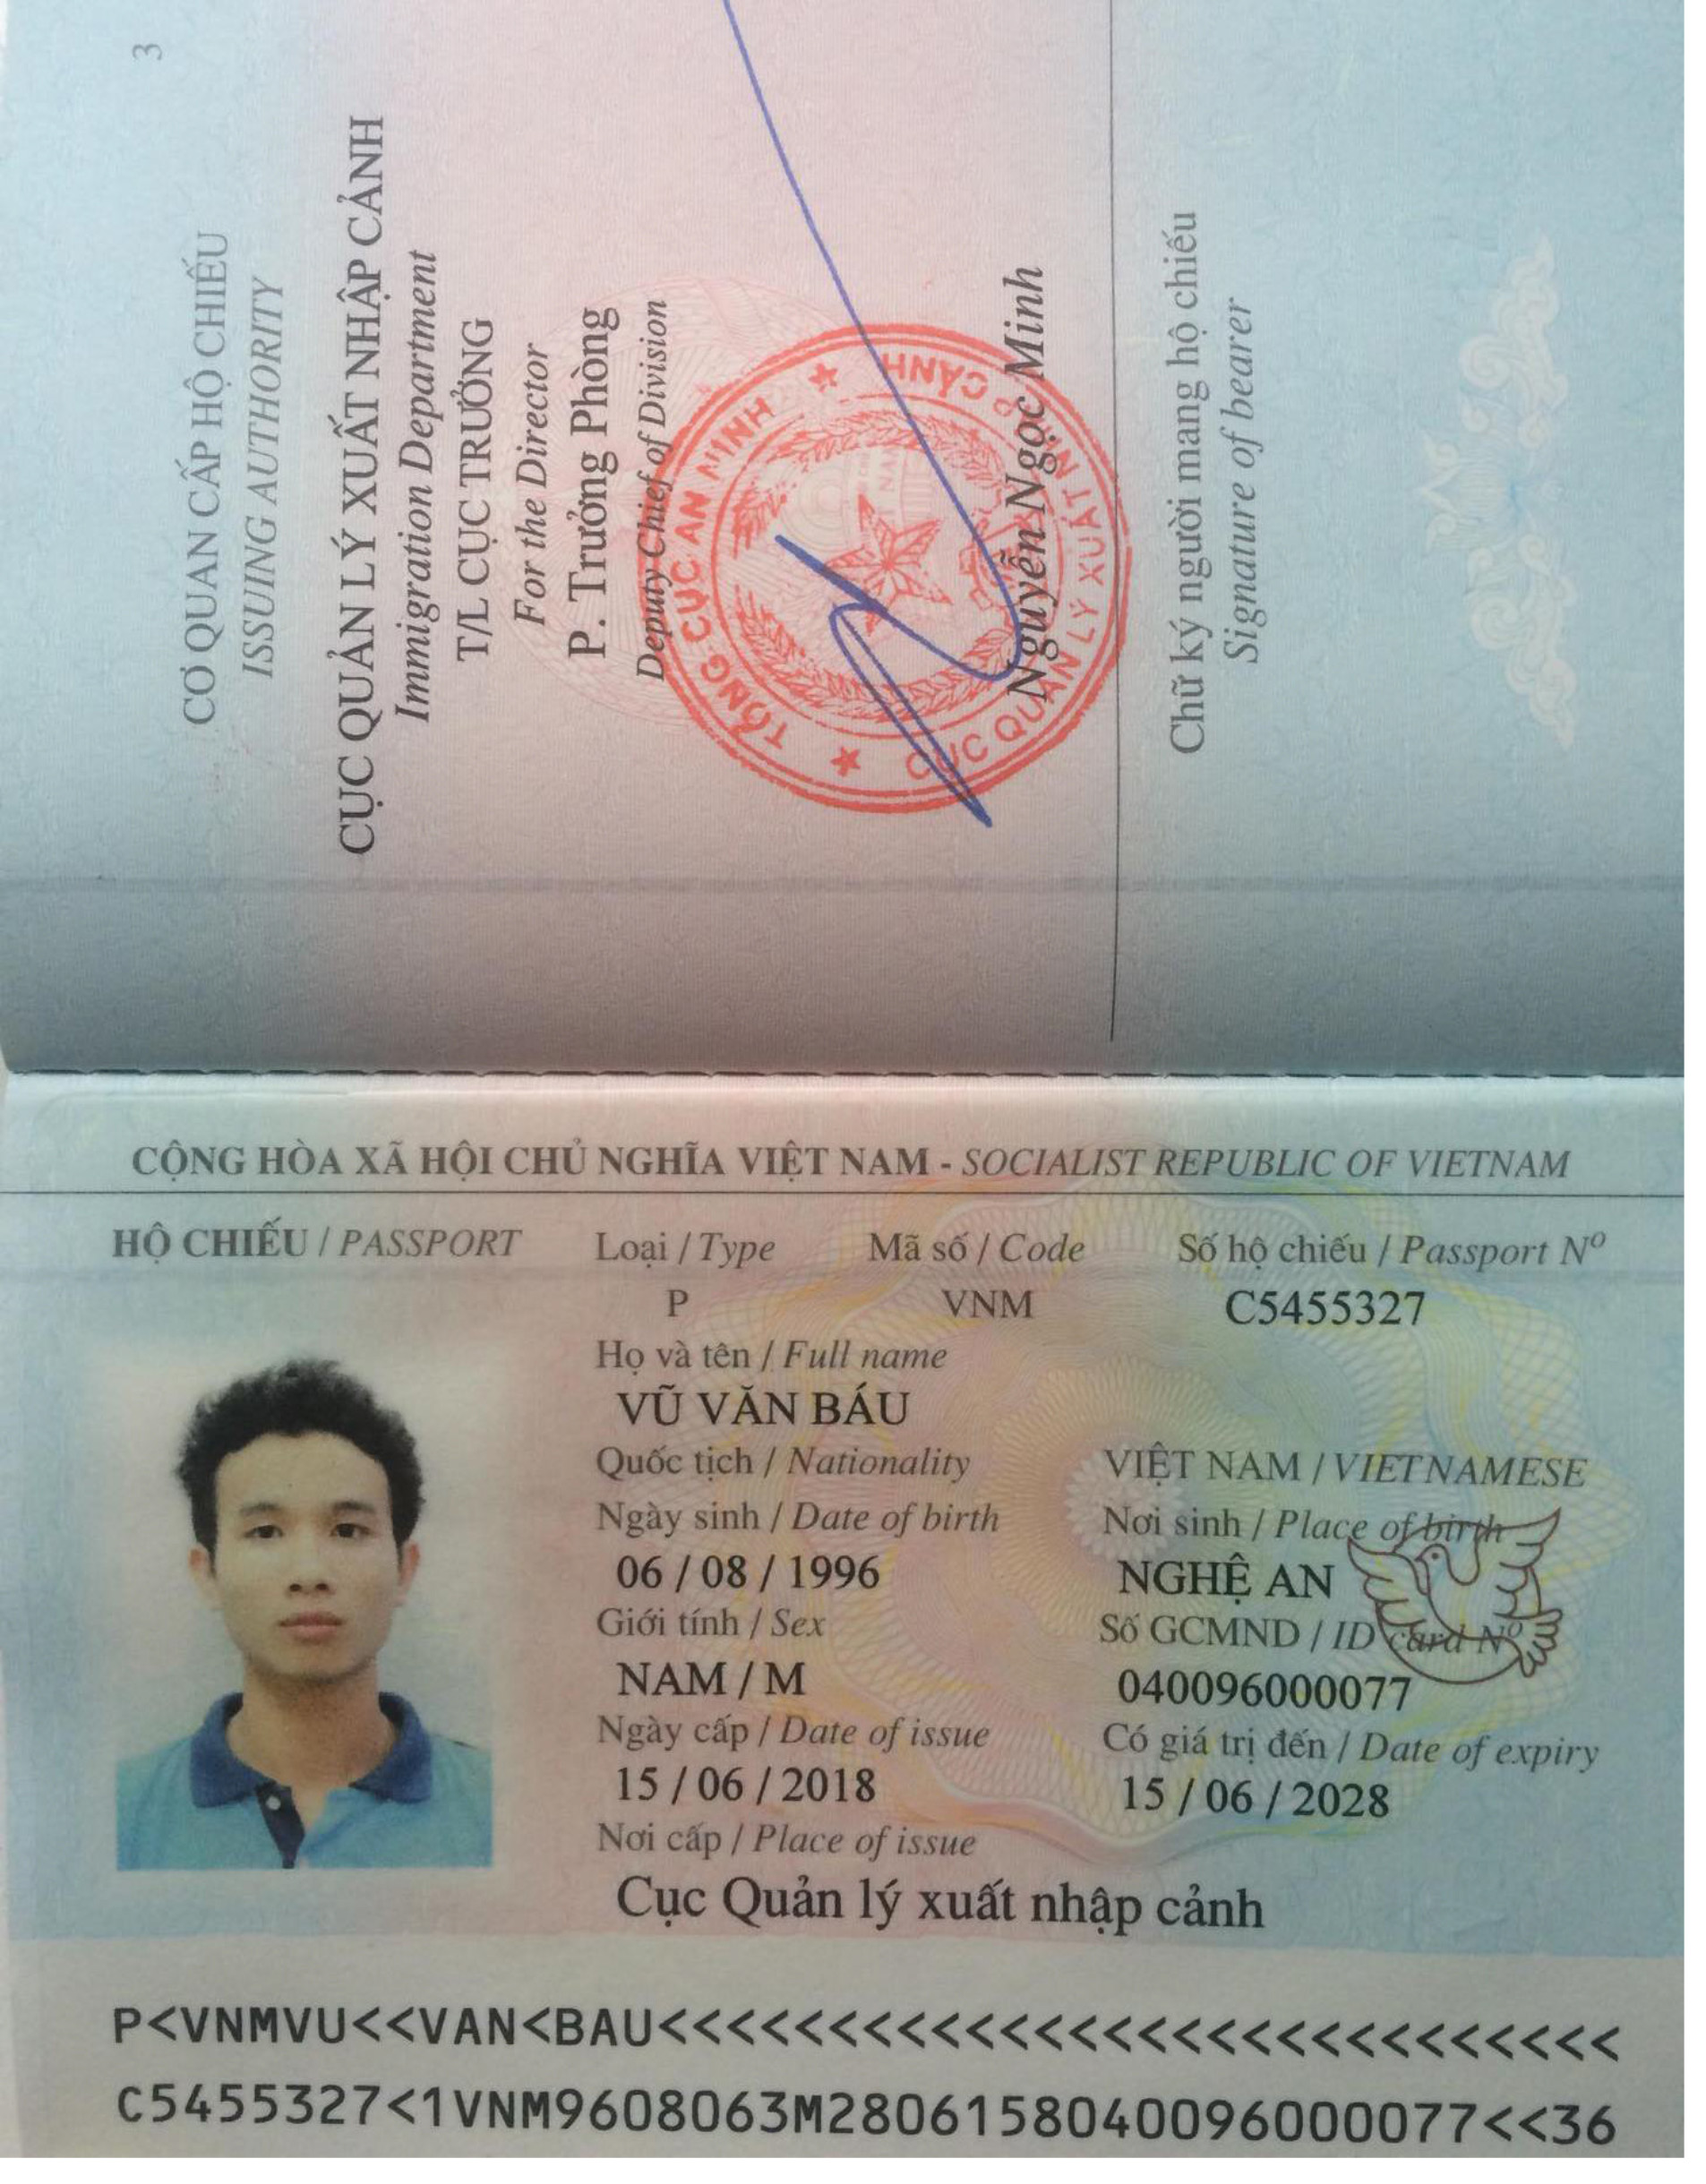 3
CƠ QUAN CẤP HỘ CHIẾU
ISSUING AUTHORITY
CỤC QUẢN LÝ XUẤT NHẬP CẢNH
Immigration Department
T/L CỤC TRƯỞNG
For the Director
P. Trưởng Phòng
Deputy Chief of Division
TỔNG CỤC AN NINH
CỤC QUẢN LÝ XUẤT NHẬP CẢNH
Nguyễn Ngọc Minh
Chữ ký người mang hộ chiếu
Signature of bearer
CỘNG HÒA XÃ HỘI CHỦ NGHĨA VIỆT NAM - SOCIALIST REPUBLIC OF VIETNAM
HỘ CHIẾU / PASSPORT Loại / Type Mã số / Code Số hộ chiếu / Passport Nº
P VNM C5455327
Họ và tên / Full name
VŨ VĂN BÁU
Quốc tịch / Nationality VIỆT NAM / VIETNAMESE
Ngày sinh / Date of birth Nơi sinh / Place of birth
06 / 08 / 1996 NGHỆ AN
Giới tính / Sex Số GCMND / ID card Nº
NAM / M 040096000077
Ngày cấp / Date of issue Có giá trị đến / Date of expiry
15 / 06 / 2018 15 / 06 / 2028
Nơi cấp / Place of issue
Cục Quản lý xuất nhập cảnh
P<VNMVU<<VAN<BAU<<<<<<<<<<<<<<<<<<<<<<<<<<<<
C5455327<1VNM9608063M2806158040096000077<<36